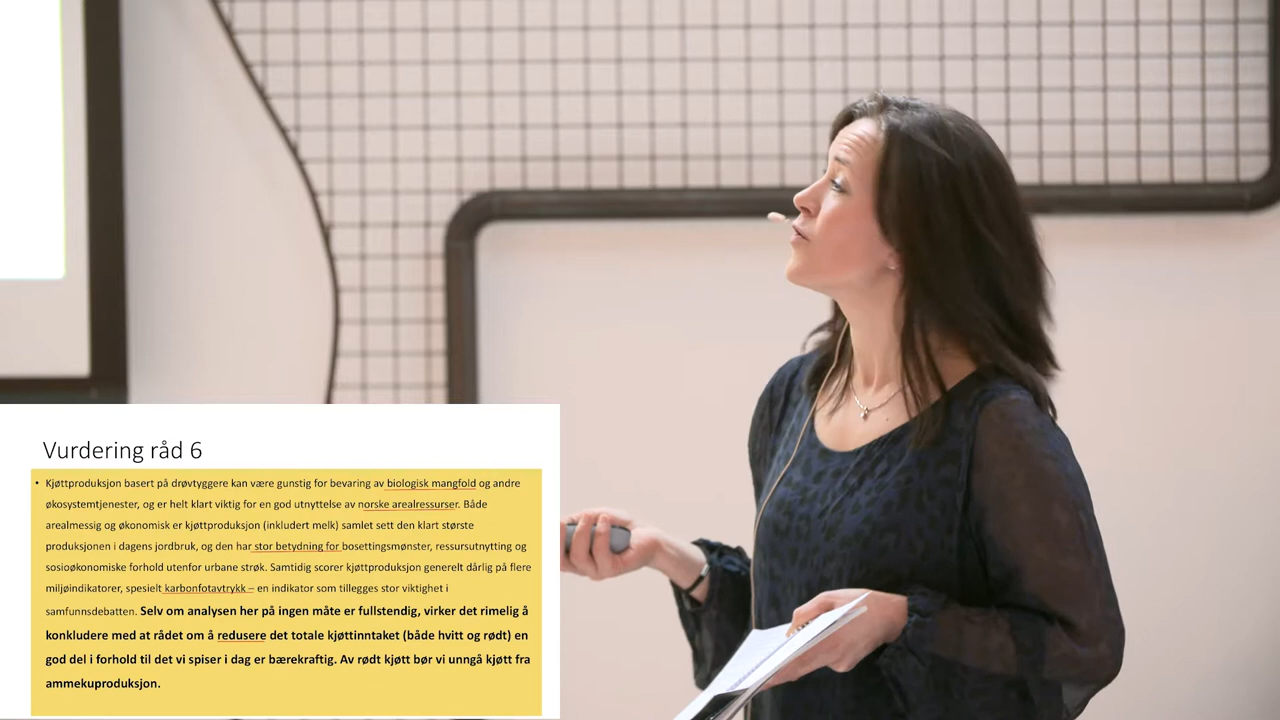 Vurdering råd 6
• Kjøttproduksjon basert på drøvtyggere kan være gunstig for bevaring av biologisk mangfold og andre
økosystemtjenester, og er helt klart viktig for en god utnyttelse av norske arealressurser. Både
arealmessig og økonomisk er kjøttproduksjon (inkludert melk) samlet sett den klart største
produksjonen i dagens jordbruk, og den har stor betydning for bosettingsmønster, ressursutnytting og
sosioøkonomiske forhold utenfor urbane strøk. Samtidig scorer kjøttproduksjon generelt dårlig på flere
miljøindikatorer, spesielt karbonfotavtrykk – en indikator som tillegges stor viktighet i
samfunnsdebatten. Selv om analysen her på ingen måte er fullstendig, virker det rimelig å
konkludere med at rådet om å redusere det totale kjøttinntaket (både hvitt og rødt) en
god del i forhold til det vi spiser i dag er bærekraftig. Av rødt kjøtt bør vi unngå kjøtt fra
ammekuproduksjon.